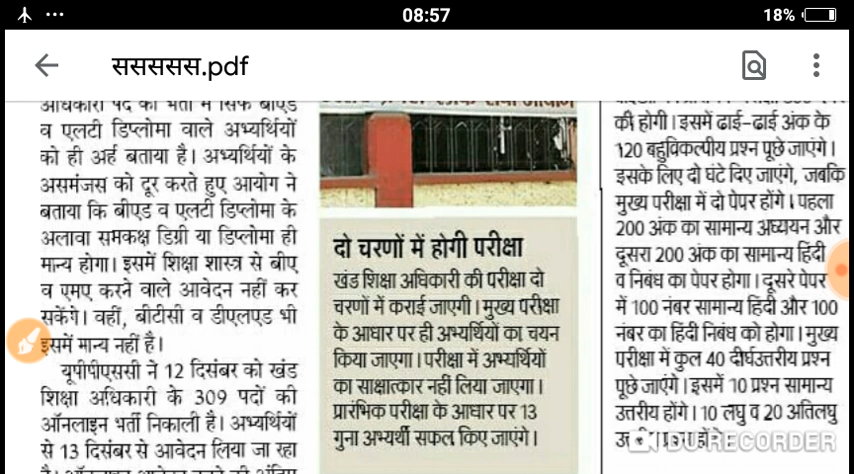 08:57
18%
सससससस.pdf
अधिकारी पद की भर्ती में सिर्फ बीएड
व एलटी डिप्लोमा वाले अभ्यर्थियों
को ही अर्ह बताया है। अभ्यर्थियों के
असमंजस को दूर करते हुए आयोग ने
बताया कि बीएड व एलटी डिप्लोमा के
अलावा समकक्ष डिग्री या डिप्लोमा ही
मान्य होगा। इसमें शिक्षा शास्त्र से बीए
व एमए करने वाले आवेदन नहीं कर
सकेंगे। वहीं, बीटीसी व डीएलएड भी
इसमें मान्य नहीं है।
यूपीपीएससी ने 12 दिसंबर को खंड
शिक्षा अधिकारी के 309 पदों की
ऑनलाइन भर्ती निकाली है। अभ्यर्थियों
से 13 दिसंबर से आवेदन लिया जा रहा
लोक सेवा आयोग
दो चरणों में होगी परीक्षा
खंड शिक्षा अधिकारी की परीक्षा दो
चरणों में कराई जाएगी। मुख्य परीक्षा
के आधार पर ही अभ्यर्थियों का चयन
किया जाएगा। परीक्षा में अभ्यर्थियों
का साक्षात्कार नहीं लिया जाएगा।
प्रारंभिक परीक्षा के आधार पर 13
गुना अभ्यर्थी सफल किए जाएंगे।
की होगी। इसमें ढाई-ढाई अंक के
120 बहुविकल्पीय प्रश्न पूछे जाएंगे।
इसके लिए दो घंटे दिए जाएंगे, जबकि
मुख्य परीक्षा में दो पेपर होंगे। पहला
200 अंक का सामान्य अध्ययन और
दूसरा 200 अंक का सामान्य हिंदी
व निबंध का पेपर होगा। दूसरे पेपर
में 100 नंबर सामान्य हिंदी और 100
नंबर का हिंदी निबंध को होगा। मुख्य
परीक्षा में कुल 40 दीर्घउत्तरीय प्रश्न
पूछे जाएंगे। इसमें 10 प्रश्न सामान्य
उत्तरीय होंगे। 10 लघु व 20 अतिलघु
DU RECORDER